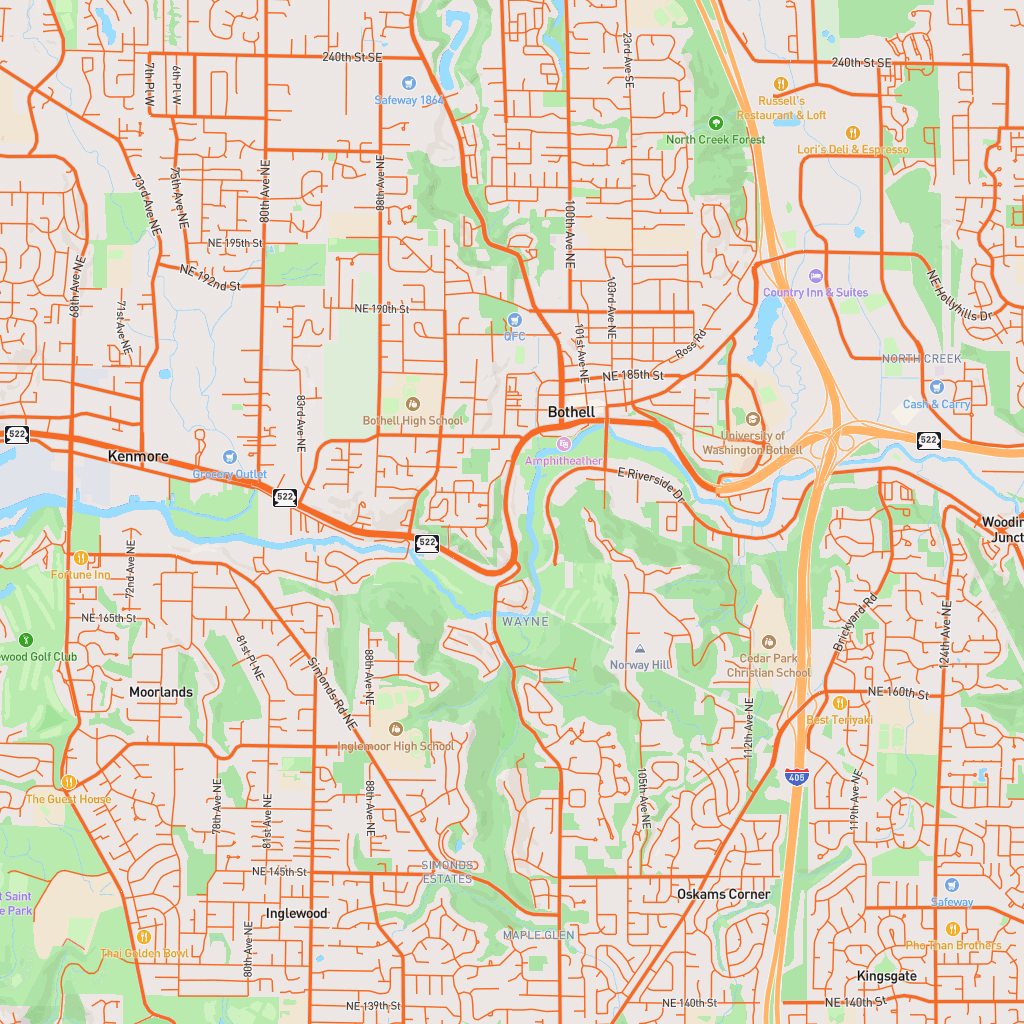 240th St SE
23rd Ave SE
240th St SE
7th Pl W
6th Pl W
Safeway 1864
Russell's
Restaurant & Loft
North Creek Forest
Lori's Deli & Espresso
73rd Ave NE
75th Ave NE
80th Ave NE
88th Ave NE
100th Ave NE
NE 195th St
NE 192nd St
68th Ave NE
71st Ave NE
Country Inn & Suites
NE Hollyhills Dr
NE 190th St
103rd Ave NE
QFC
101st Ave NE
Ross Rd
NORTH CREEK
NE 185th St
Cash & Carry
83rd Ave NE
Bothell High School
Bothell
University of
Washington Bothell
522
522
Kenmore
Grocery Outlet
Amphitheather
E Riverside Dr
522
522
Woodin
Junct
Fortune Inn
72nd Ave NE
NE 165th St
WAYNE
Brickyard Rd
124th Ave NE
ewood Golf Club
81st Pl NE
88th Ave NE
Norway Hill
Cedar Park
Christian School
Moorlands
Simonds Rd NE
NE 160th St
Best Teriyaki
112th Ave NE
Inglemoor High School
405
The Guest House
78th Ave NE
81st Ave NE
88th Ave NE
105th Ave NE
119th Ave NE
NE 145th St
SIMONDS
ESTATES
Oskams Corner
Safeway
t Saint
e Park
Inglewood
MAPLE GLEN
Thai Golden Bowl
80th Ave NE
Pho Than Brothers
Kingsgate
NE 139th St
NE 140th St
NE 140th St